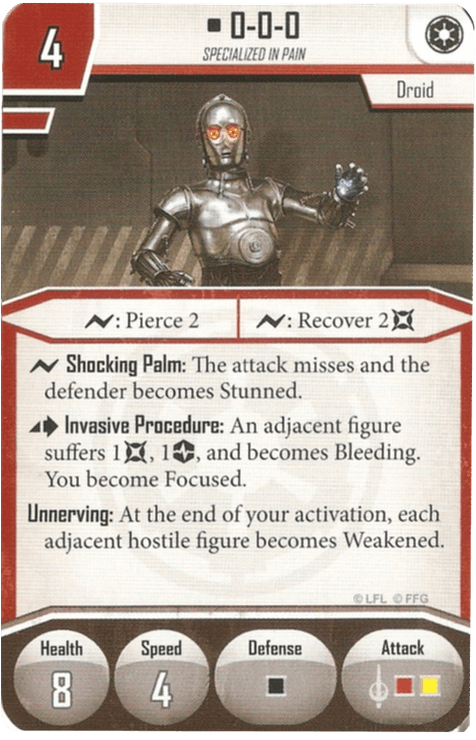 4
0-0-0
SPECIALIZED IN PAIN
Droid
: Pierce 2
: Recover 2
Shocking Palm: The attack misses and the
defender becomes Stunned.
Invasive Procedure: An adjacent figure
suffers 1, 1, and becomes Bleeding.
You become Focused.
Unnerving: At the end of your activation, each
adjacent hostile figure becomes Weakened.
© LFL © FFG
Health
8
Speed
4
Defense
Attack